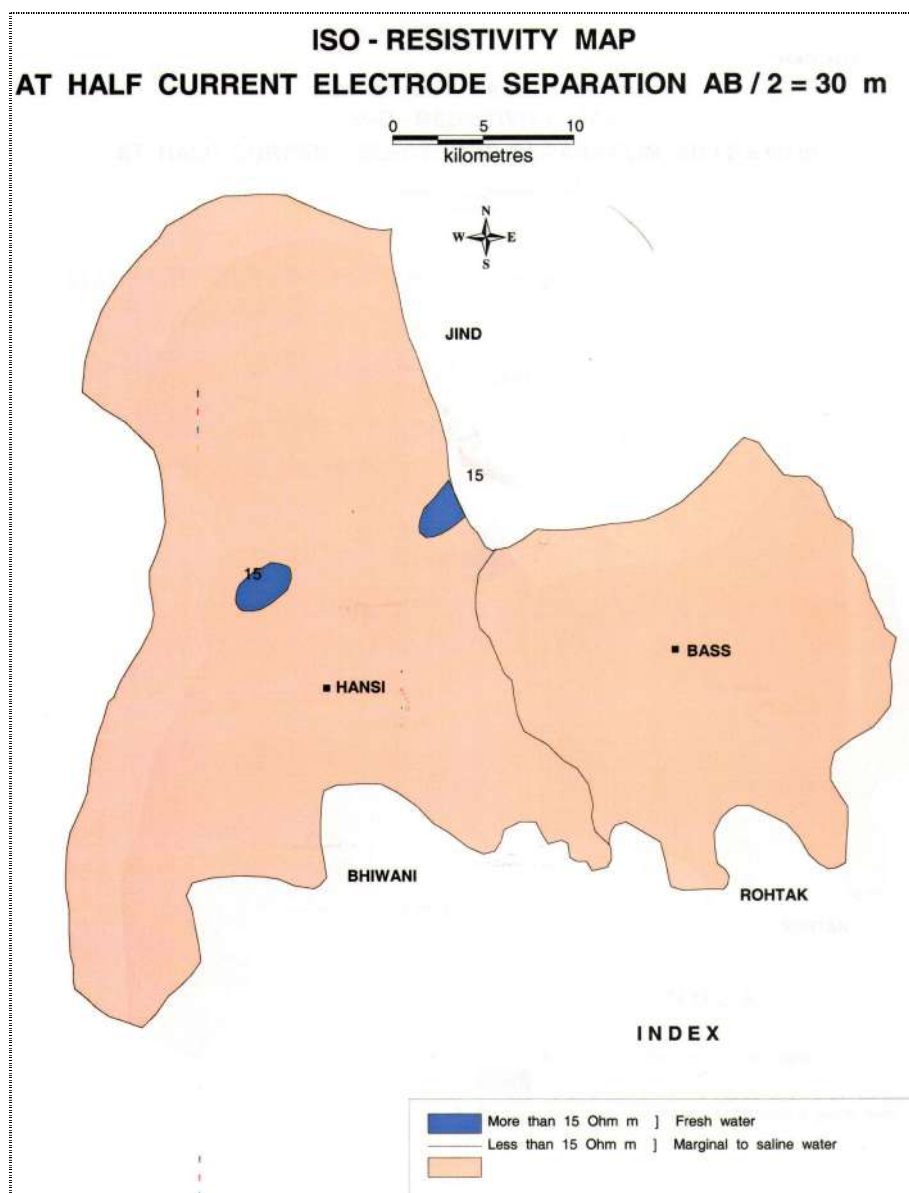 ISO - RESISTIVITY MAP
AT HALF CURRENT ELECTRODE SEPARATION AB / 2 = 30 m
0 5 10
kilometres
N
W E
S
JIND
15
15
BASS
HANSI
BHIWANI
ROHTAK
INDEX
More than 15 Ohm m ] Fresh water
Less than 15 Ohm m ] Marginal to saline water